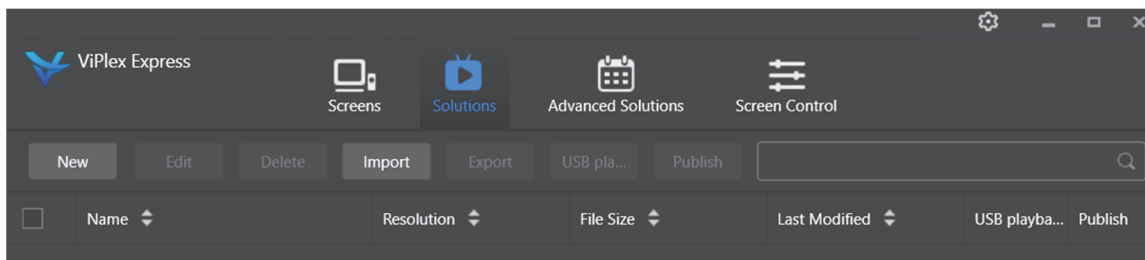 ViPlex Express
Screens
Solutions
Advanced Solutions
Screen Control
New
Edit
Delete
Import
Export
USB pla...
Publish
Name
Resolution
File Size
Last Modified
USB playba...
Publish